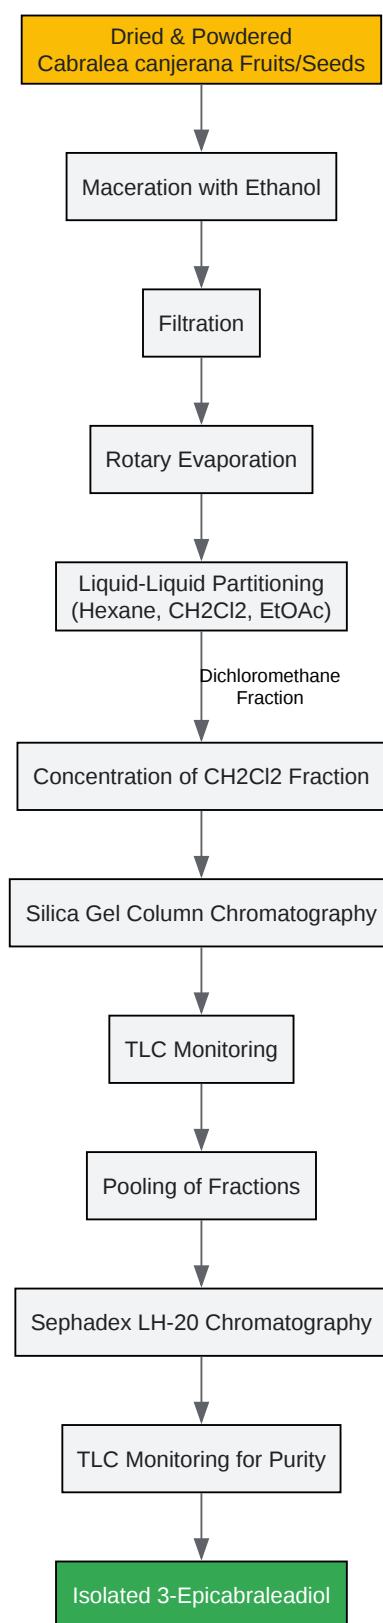 Dried & Powdered
Cabralea canjerana Fruits/Seeds
Maceration with Ethanol
Filtration
Rotary Evaporation
Liquid-Liquid Partitioning
(Hexane, CH2Cl2, EtOAc)
Dichloromethane
Fraction
Concentration of CH2Cl2 Fraction
Silica Gel Column Chromatography
TLC Monitoring
Pooling of Fractions
Sephadex LH-20 Chromatography
TLC Monitoring for Purity
Isolated 3-Epicabraleadiol